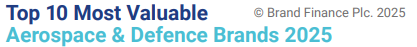 Top 10 Most Valuable © Brand Finance Plc. 2025
Aerospace & Defence Brands 2025